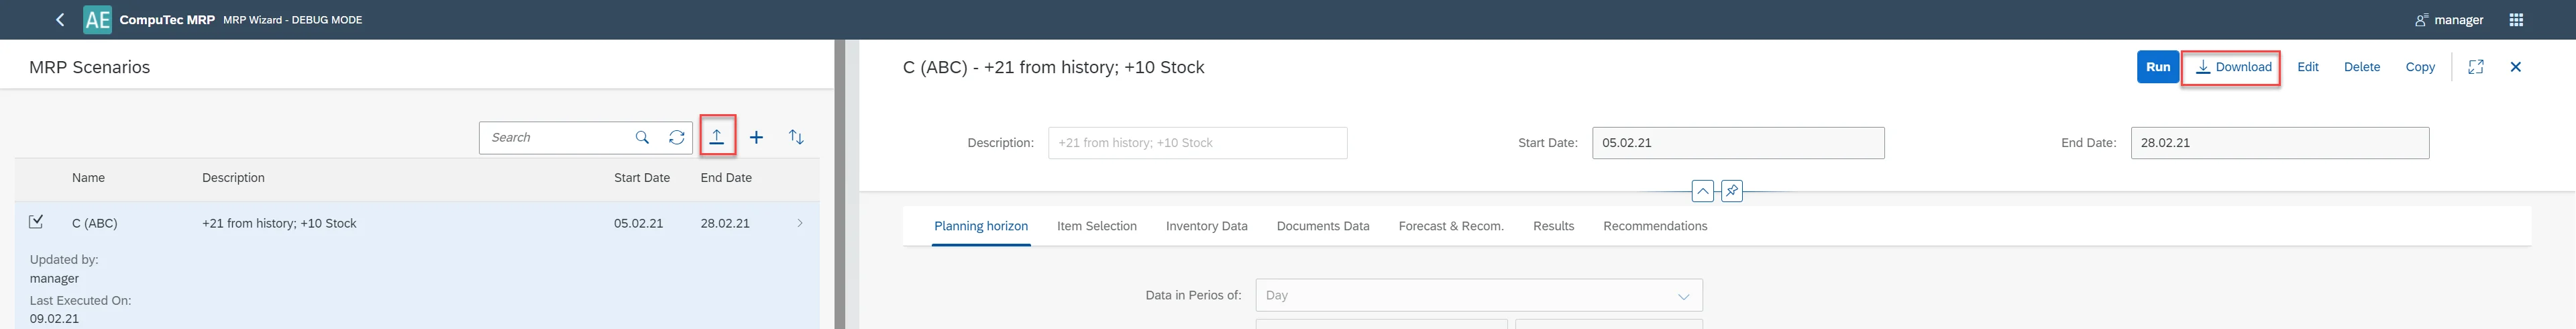 AE CompuTec MRP MRP Wizard - DEBUG MODE manager
MRP Scenarios
C (ABC) - +21 from history; +10 Stock
Run Download Edit Delete Copy
Search
Description: +21 from history; +10 Stock Start Date: 05.02.21 End Date: 28.02.21
Name Description Start Date End Date
C (ABC) +21 from history; +10 Stock 05.02.21 28.02.21
Updated by:
manager
Last Executed On:
09.02.21
Planning horizon Item Selection Inventory Data Documents Data Forecast & Recom. Results Recommendations
Data in Perios of: Day